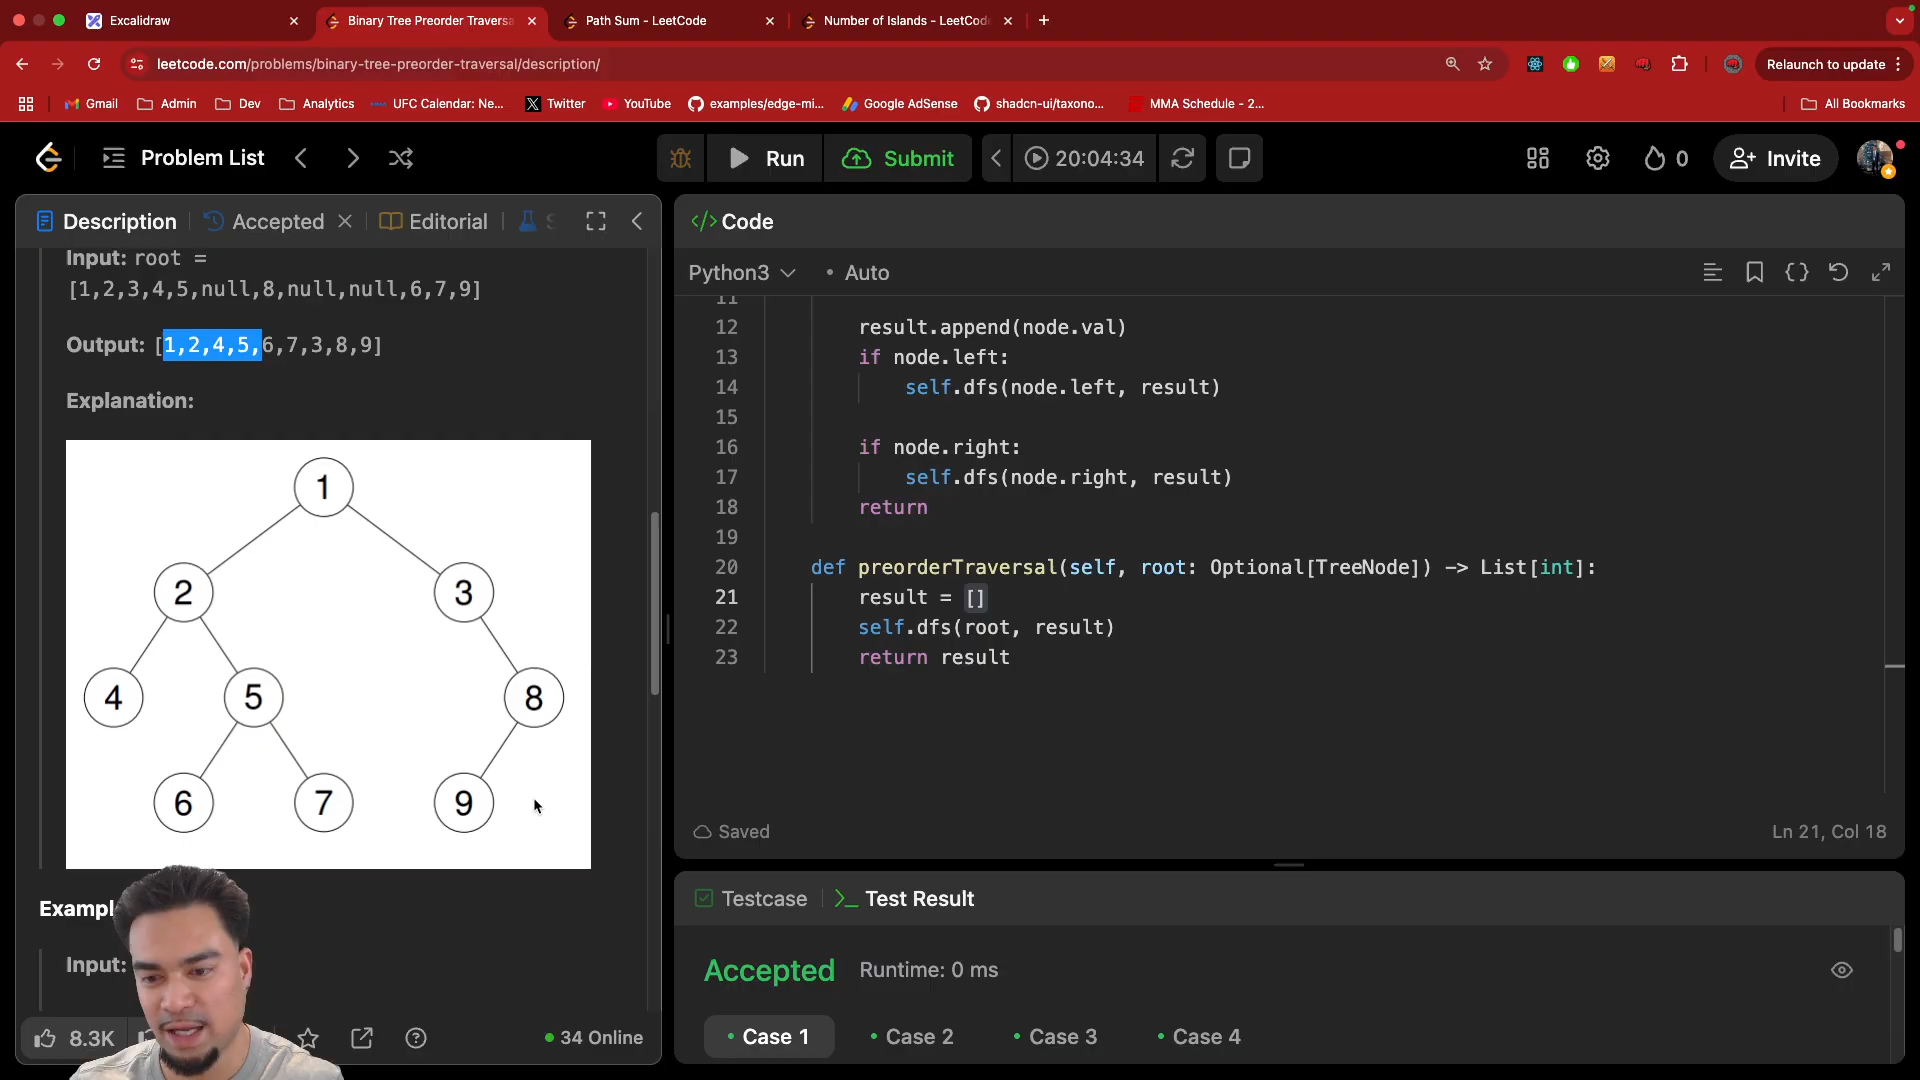 Excalidraw
Binary Tree Preorder Traversa
Path Sum - LeetCode
Number of Islands - LeetCod
leetcode.com/problems/binary-tree-preorder-traversal/description/
Relaunch to update
Gmail
Admin
Dev
Analytics
UFC Calendar: Ne...
Twitter
YouTube
examples/edge-mi...
Google AdSense
shadcn-ui/taxono...
MMA Schedule - 2...
All Bookmarks
Problem List
Run
Submit
20:04:34
0
Invite
Description
Accepted
Editorial
S
Input: root =
[1,2,3,4,5,null,8,null,null,6,7,9]
Output: [1,2,4,5,6,7,3,8,9]
Explanation:
1
2
3
4
5
8
6
7
9
Exampl
Input:
8.3K
34 Online
</> Code
Python3
• Auto
11
12 result.append(node.val)
13 if node.left:
14 self.dfs(node.left, result)
15
16 if node.right:
17 self.dfs(node.right, result)
18 return
19
20 def preorderTraversal(self, root: Optional[TreeNode]) -> List[int]:
21 result = []
22 self.dfs(root, result)
23 return result
Saved
Ln 21, Col 18
Testcase
Test Result
Accepted
Runtime: 0 ms
• Case 1
• Case 2
• Case 3
• Case 4